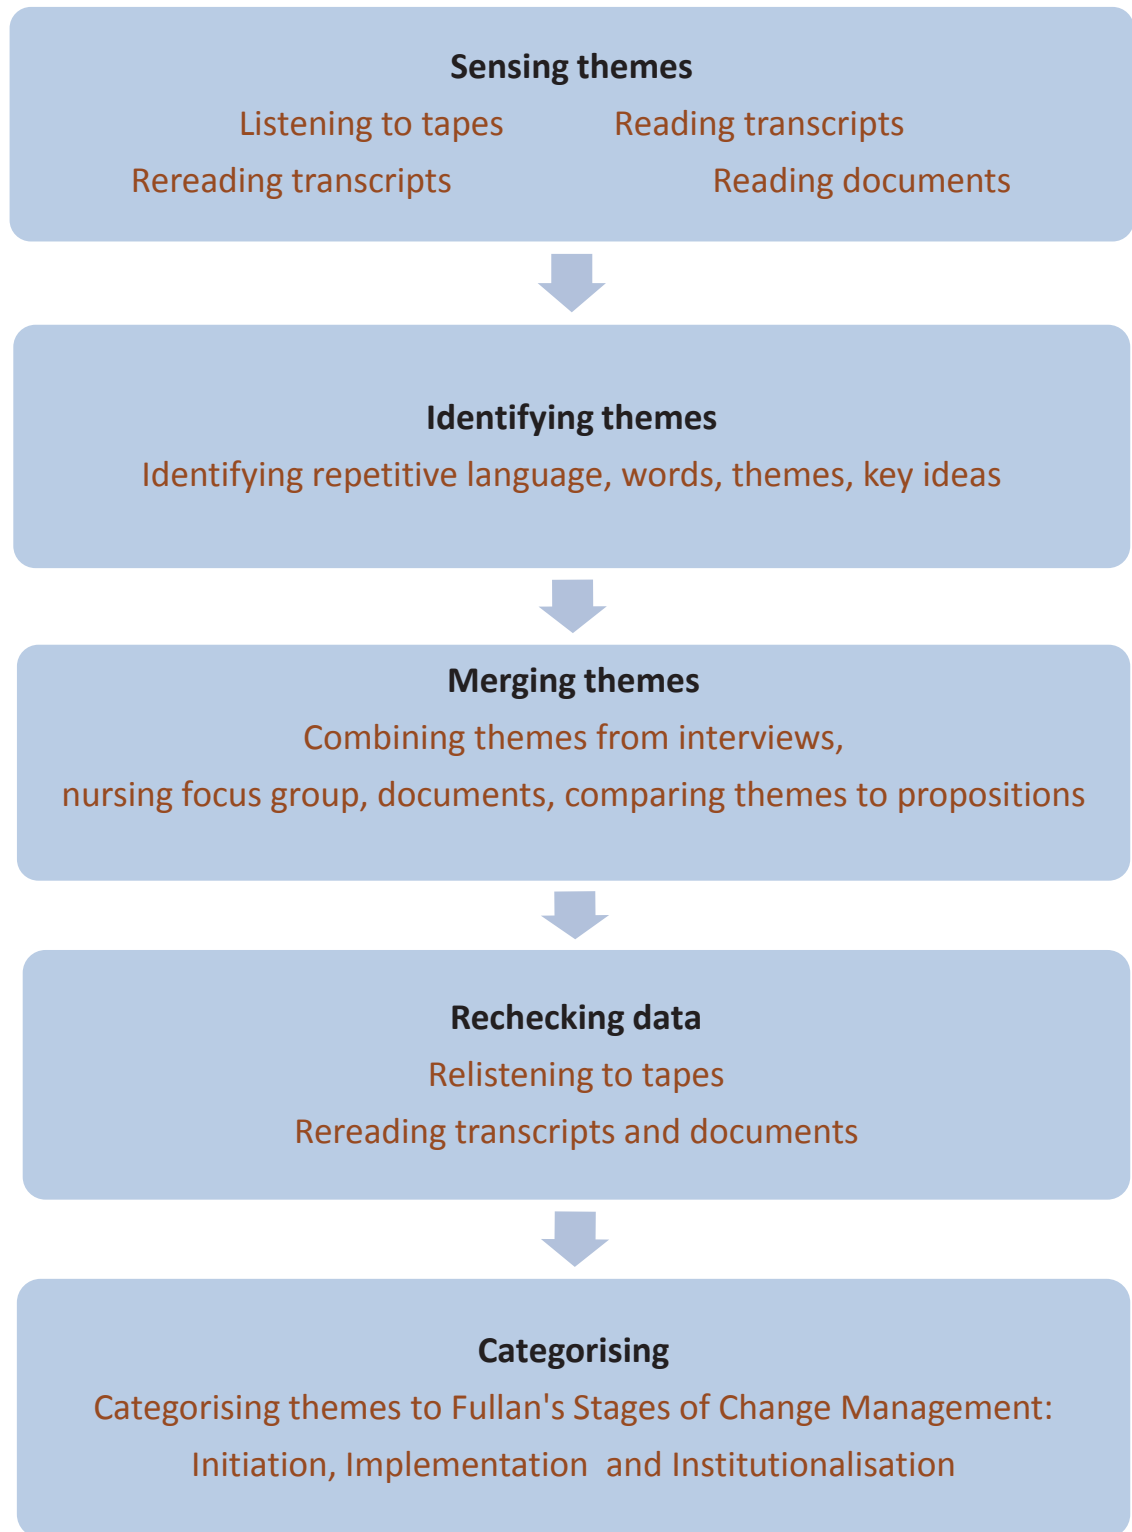 Sensing themes
Listening to tapes Reading transcripts
Rereading transcripts Reading documents
Identifying themes
Identifying repetitive language, words, themes, key ideas
Merging themes
Combining themes from interviews,
nursing focus group, documents, comparing themes to propositions
Rechecking data
Relistening to tapes
Rereading transcripts and documents
Categorising
Categorising themes to Fullan's Stages of Change Management:
Initiation, Implementation and Institutionalisation